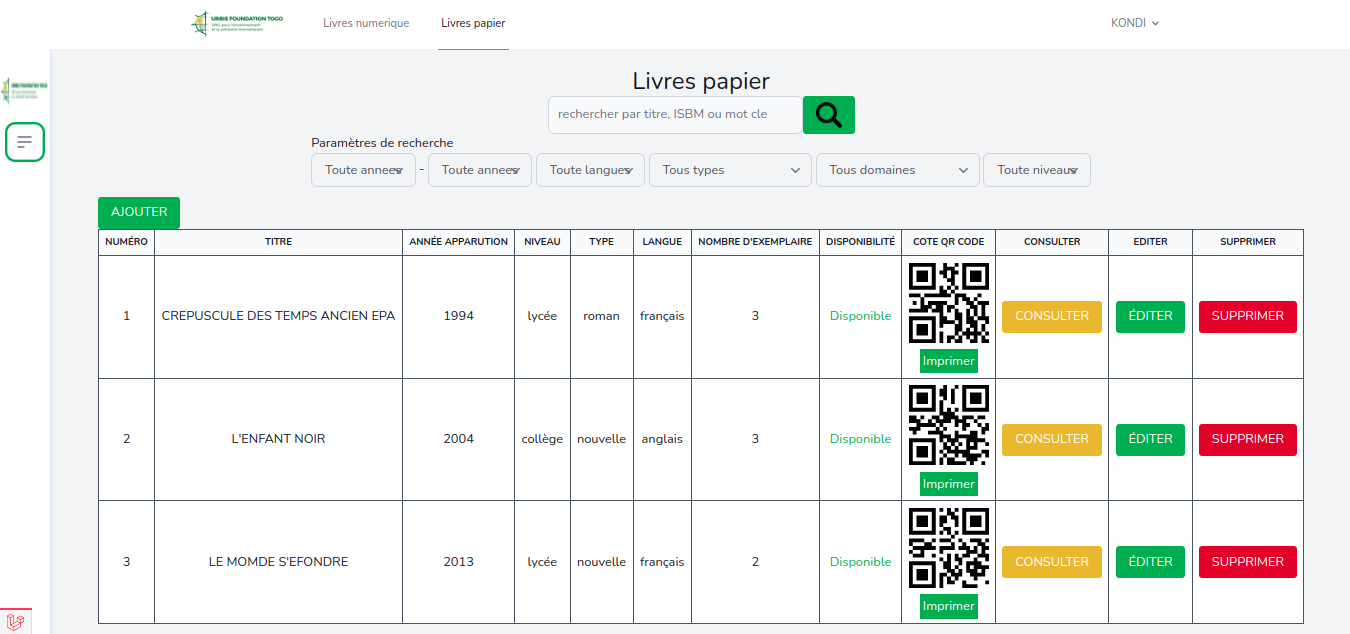 URBIS FOUNDATION TOGO
Livres numerique
Livres papier
KONDI
Livres papier
rechercher par titre, ISBM ou mot cle
Paramètres de recherche
Toute annees - Toute annees Toute langues Tous types Tous domaines Toute niveaux
AJOUTER
NUMÉRO TITRE ANNÉE APPARUTION NIVEAU TYPE LANGUE NOMBRE D'EXEMPLAIRE DISPONIBILITÉ COTE QR CODE CONSULTER EDITER SUPPRIMER
1 CREPUSCULE DES TEMPS ANCIEN EPA 1994 lycée roman français 3 Disponible CONSULTER ÉDITER SUPPRIMER
Imprimer
2 L'ENFANT NOIR 2004 collège nouvelle anglais 3 Disponible CONSULTER ÉDITER SUPPRIMER
Imprimer
3 LE MOMDE S'EFONDRE 2013 lycée nouvelle français 2 Disponible CONSULTER ÉDITER SUPPRIMER
Imprimer